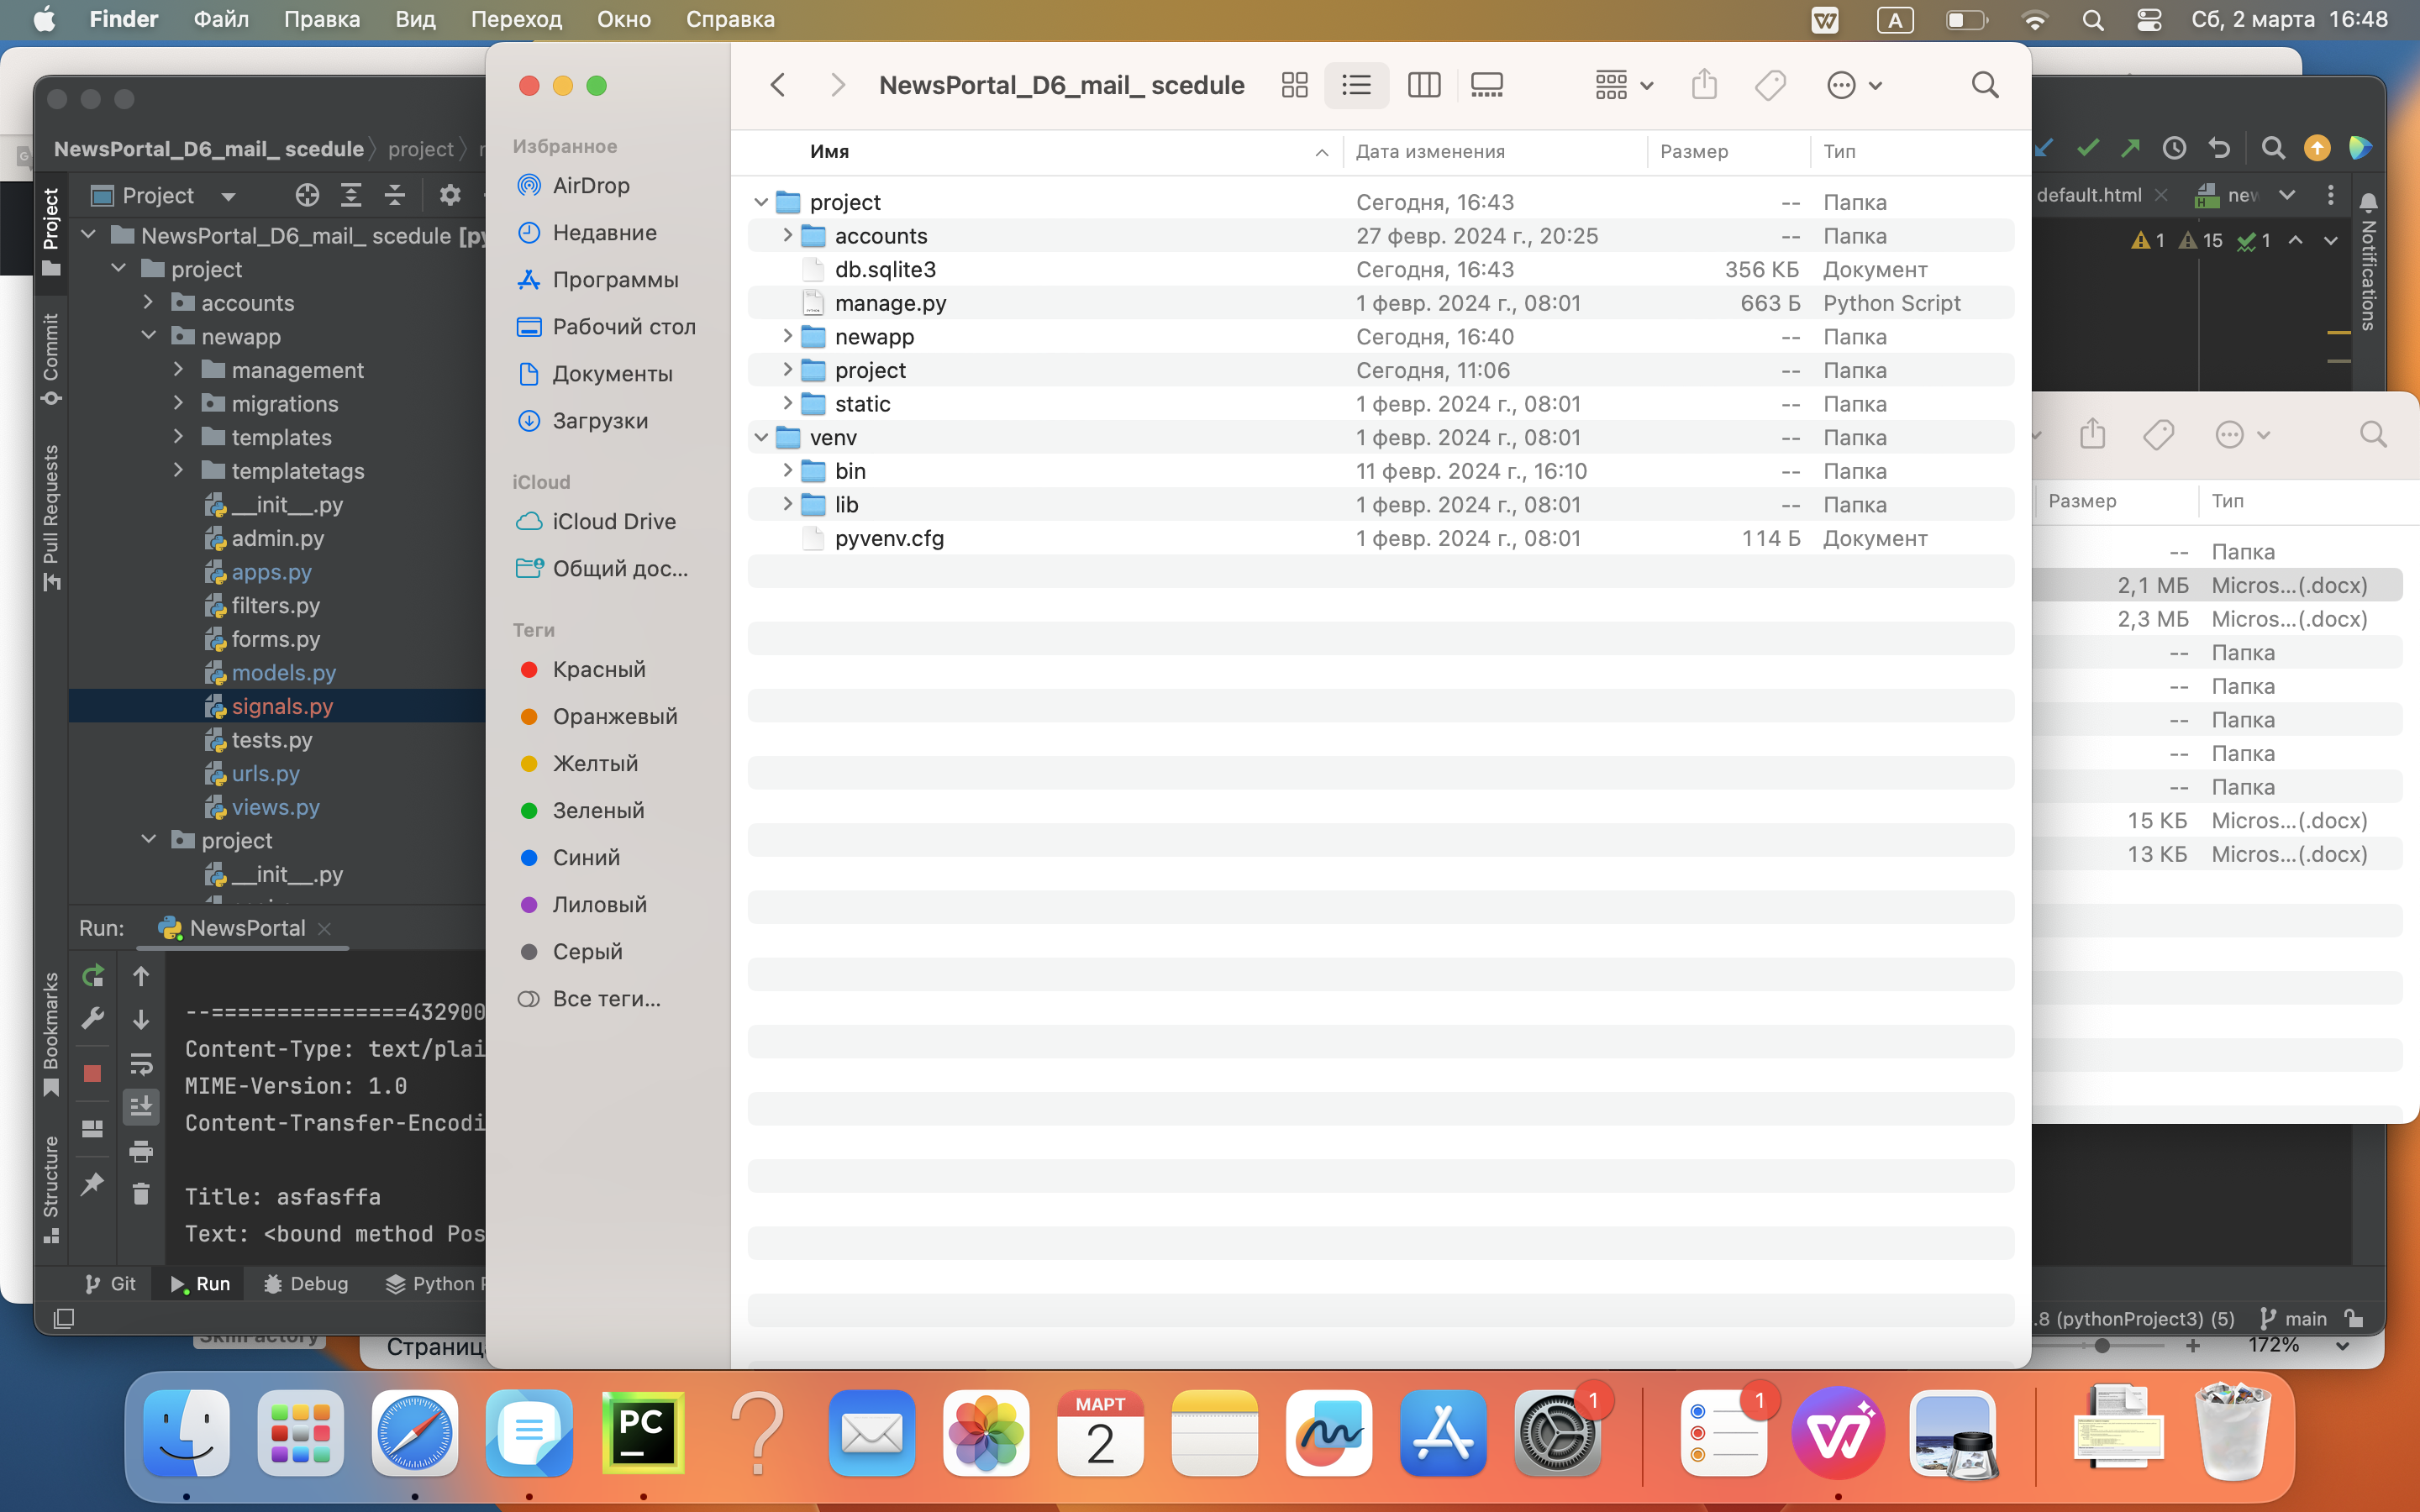 Finder Файл Правка Вид Переход Окно Справка A Сб, 2 марта 16:48
NewsPortal_D6_mail_ scedule project
Project
NewsPortal_D6_mail_ scedule
project
accounts
newapp
management
migrations
templates
templatetags
__init__.py
admin.py
apps.py
filters.py
forms.py
models.py
signals.py
tests.py
urls.py
views.py
project
__init__.py
Project
Commit
Pull Requests
Bookmarks
Structure
Run: NewsPortal
--===============432900
Content-Type: text/plai
MIME-Version: 1.0
Content-Transfer-Encodi
Title: asfasffa
Text: <bound method Pos
Git Run Debug Python
Страниц
Избранное
AirDrop
Недавние
Программы
Рабочий стол
Документы
Загрузки
iCloud
iCloud Drive
Общий дос...
Теги
Красный
Оранжевый
Желтый
Зеленый
Синий
Лиловый
Серый
Все теги...
NewsPortal_D6_mail_ scedule
Имя Дата изменения Размер Тип
project Сегодня, 16:43 -- Папка
accounts 27 февр. 2024 г., 20:25 -- Папка
db.sqlite3 Сегодня, 16:43 356 КБ Документ
manage.py 1 февр. 2024 г., 08:01 663 Б Python Script
newapp Сегодня, 16:40 -- Папка
project Сегодня, 11:06 -- Папка
static 1 февр. 2024 г., 08:01 -- Папка
venv 1 февр. 2024 г., 08:01 -- Папка
bin 11 февр. 2024 г., 16:10 -- Папка
lib 1 февр. 2024 г., 08:01 -- Папка
pyvenv.cfg 1 февр. 2024 г., 08:01 114 Б Документ
default.html new
1 15 1
Notifications
Размер Тип
-- Папка
2,1 МБ Micros...(.docx)
2,3 МБ Micros...(.docx)
-- Папка
-- Папка
-- Папка
-- Папка
-- Папка
15 КБ Micros...(.docx)
13 КБ Micros...(.docx)
.8 (pythonProject3) (5) main
172%
PC
МАРТ
2
1
1